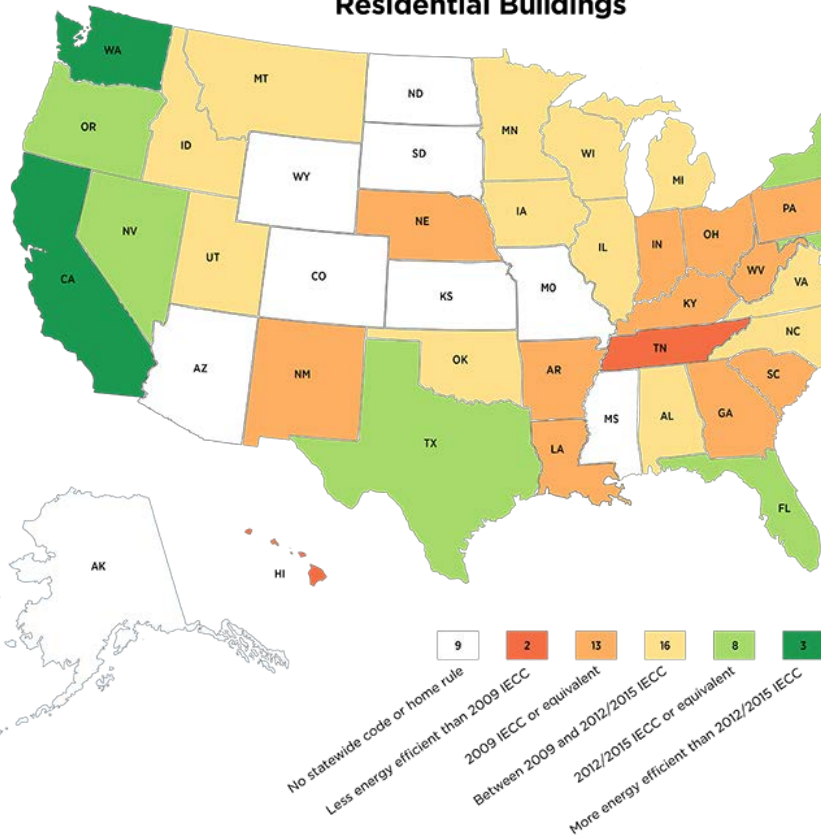 Residential Buildings
WA
MT
ND
OR
MN
ID
SD
WI
WY
MI
IA
NE
PA
NV
OH
IN
IL
UT
WV
CO
VA
MO
KS
KY
NC
TN
OK
AZ
NM
AR
SC
MS
AL
GA
TX
LA
FL
AK
HI
9
2
13
16
8
3
No statewide code or home rule
Less energy efficient than 2009 IECC
2009 IECC or equivalent
Between 2009 and 2012/2015 IECC
2012/2015 IECC or equivalent
More energy efficient than 2012/2015 IECC